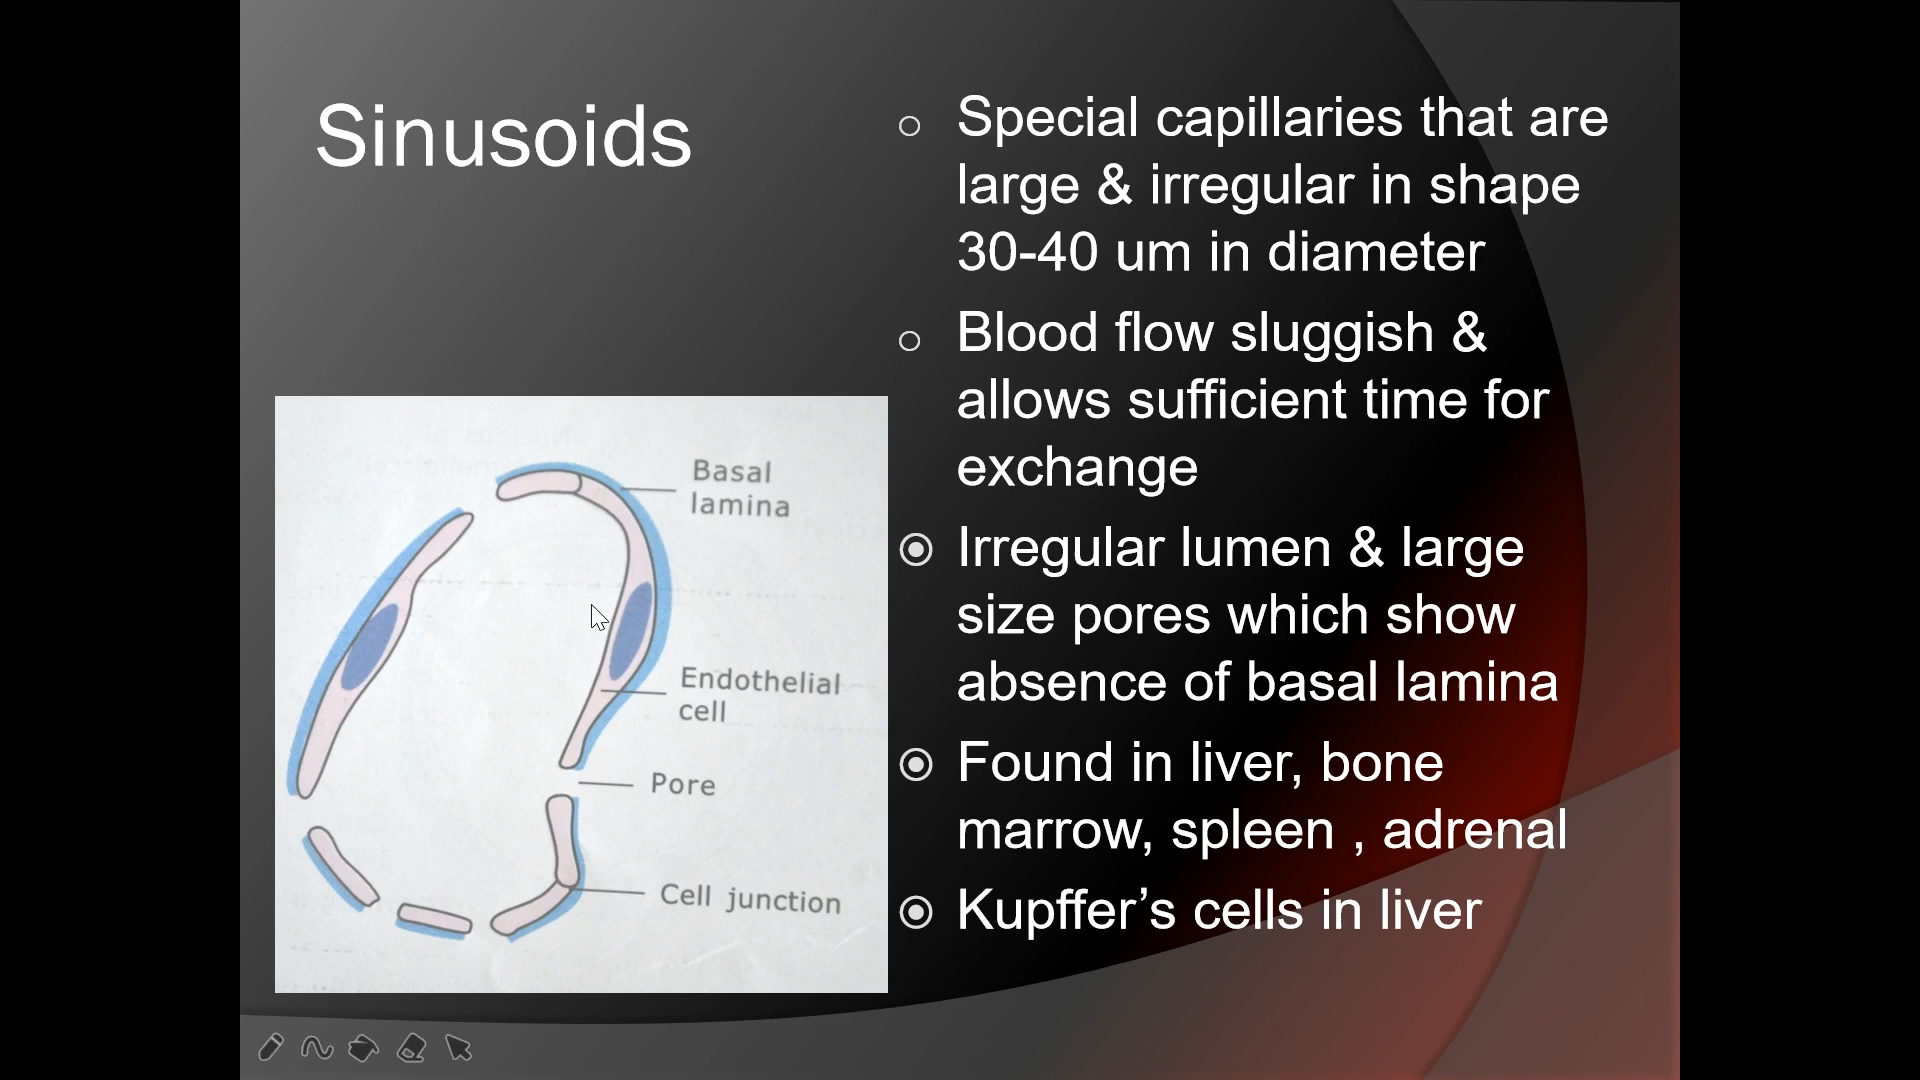 Sinusoids
Special capillaries that are
large & irregular in shape
30-40 um in diameter
Blood flow sluggish &
allows sufficient time for
exchange
Irregular lumen & large
size pores which show
absence of basal lamina
Found in liver, bone
marrow, spleen , adrenal
Kupffer’s cells in liver
Basal
lamina
Endothelial
cell
Pore
Cell junction